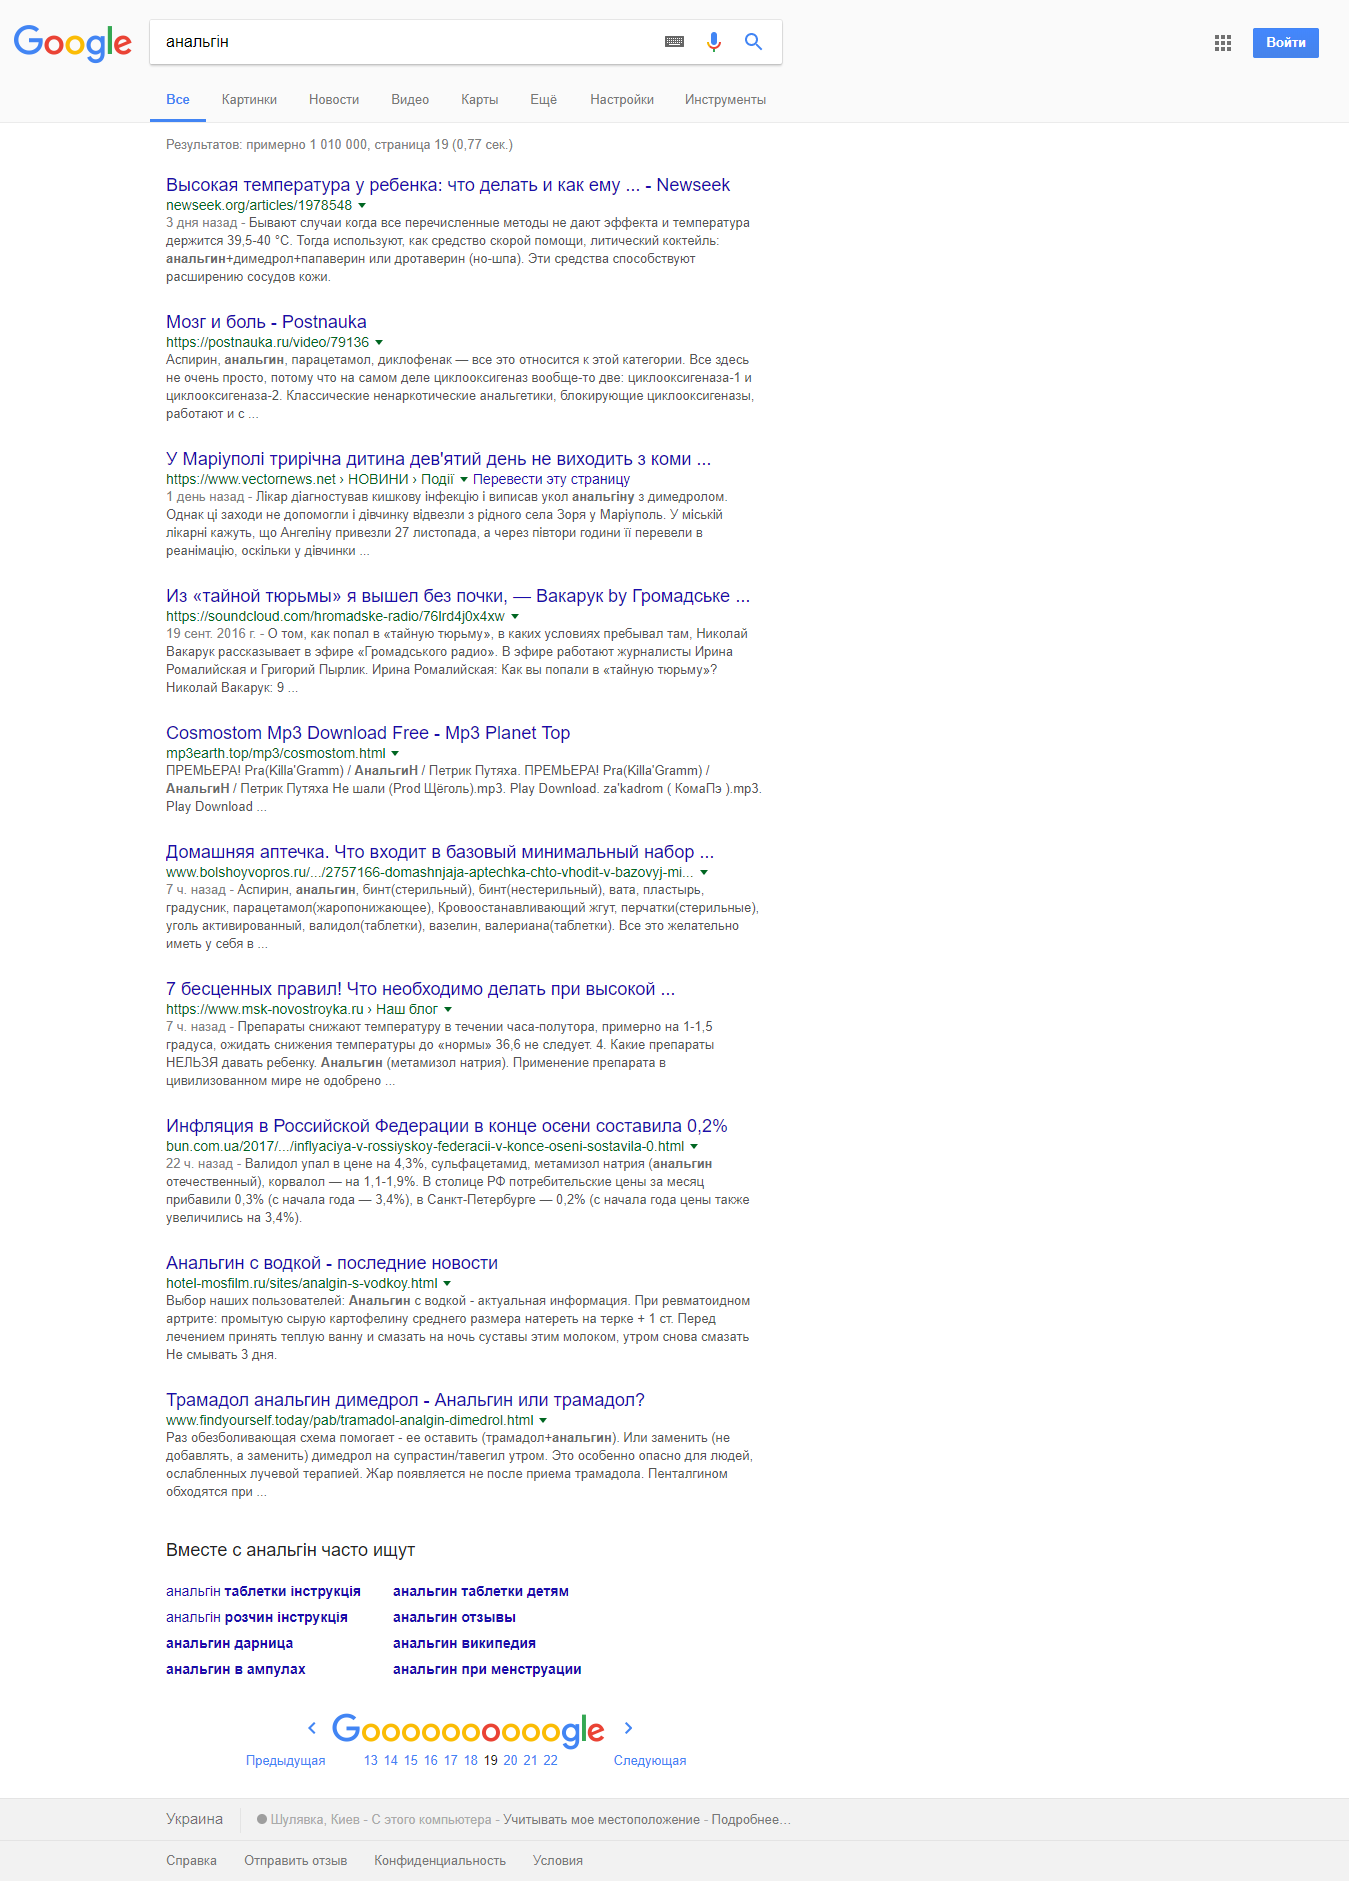 Google
анальгін
Войти
Все Картинки Новости Видео Карты Ещё Настройки Инструменты
Результатов: примерно 1 010 000, страница 19 (0,77 сек.)
Высокая температура у ребенка: что делать и как ему ... - Newseek
newseek.org/articles/1978548
3 дня назад - Бывают случаи когда все перечисленные методы не дают эффекта и температура
держится 39,5-40 °C. Тогда используют, как средство скорой помощи, литический коктейль:
анальгин+димедрол+папаверин или дротаверин (но-шпа). Эти средства способствуют
расширению сосудов кожи.
Мозг и боль - Postnauka
https://postnauka.ru/video/79136
Аспирин, анальгин, парацетамол, диклофенак — все это относится к этой категории. Все здесь
не очень просто, потому что на самом деле циклооксигеназ вообще-то две: циклооксигеназа-1 и
циклооксигеназа-2. Классические ненаркотические анальгетики, блокирующие циклооксигеназы,
работают и с ...
У Маріуполі трирічна дитина дев'ятий день не виходить з коми ...
https://www.vectornews.net › НОВИНИ › Події Перевести эту страницу
1 день назад - Лікар діагностував кишкову інфекцію і виписав укол анальгіну з димедролом.
Однак ці заходи не допомогли і дівчинку відвезли з рідного села Зоря у Маріуполь. У міській
лікарні кажуть, що Ангеліну привезли 27 листопада, а через півтори години її перевели в
реанімацію, оскільки у дівчинки ...
Из «тайной тюрьмы» я вышел без почки, — Вакарук by Громадське ...
https://soundcloud.com/hromadske-radio/76lrd4j0x4xw
19 сент. 2016 г. - О том, как попал в «тайную тюрьму», в каких условиях пребывал там, Николай
Вакарук рассказывает в эфире «Громадського радио». В эфире работают журналисты Ирина
Ромалийская и Григорий Пырлик. Ирина Ромалийская: Как вы попали в «тайную тюрьму»?
Николай Вакарук: 9 ...
Cosmostom Mp3 Download Free - Mp3 Planet Top
mp3earth.top/mp3/cosmostom.html
ПРЕМЬЕРА! Pra(Killa'Gramm) / АнальгиН / Петрик Путяха. ПРЕМЬЕРА! Pra(Killa'Gramm) /
АнальгиН / Петрик Путяха Не шали (Prod Щёголь).mp3. Play Download. za'kadrom ( КомаПэ ).mp3.
Play Download ...
Домашняя аптечка. Что входит в базовый минимальный набор ...
www.bolshoyvopros.ru/.../2757166-domashnjaja-aptechka-chto-vhodit-v-bazovyj-mi...
7 ч. назад - Аспирин, анальгин, бинт(стерильный), бинт(нестерильный), вата, пластырь,
градусник, парацетамол(жаропонижающее), Кровоостанавливающий жгут, перчатки(стерильные),
уголь активированный, валидол(таблетки), вазелин, валериана(таблетки). Все это желательно
иметь у себя в ...
7 бесценных правил! Что необходимо делать при высокой ...
https://www.msk-novostroyka.ru › Наш блог
7 ч. назад - Препараты снижают температуру в течении часа-полутора, примерно на 1-1,5
градуса, ожидать снижения температуры до «нормы» 36,6 не следует. 4. Какие препараты
НЕЛЬЗЯ давать ребенку. Анальгин (метамизол натрия). Применение препарата в
цивилизованном мире не одобрено ...
Инфляция в Российской Федерации в конце осени составила 0,2%
bun.com.ua/2017/.../inflyaciya-v-rossiyskoy-federacii-v-konce-oseni-sostavila-0.html
22 ч. назад - Валидол упал в цене на 4,3%, сульфацетамид, метамизол натрия (анальгин
отечественный), корвалол — на 1,1-1,9%. В столице РФ потребительские цены за месяц
прибавили 0,3% (с начала года — 3,4%), в Санкт-Петербурге — 0,2% (с начала года цены также
увеличились на 3,4%).
Анальгин с водкой - последние новости
hotel-mosfilm.ru/sites/analgin-s-vodkoy.html
Выбор наших пользователей: Анальгин с водкой - актуальная информация. При ревматоидном
артрите: промытую сырую картофелину среднего размера натереть на терке + 1 ст. Перед
лечением принять теплую ванну и смазать на ночь суставы этим молоком, утром снова смазать
Не смывать 3 дня.
Трамадол анальгин димедрол - Анальгин или трамадол?
www.findyourself.today/pab/tramadol-analgin-dimedrol.html
Раз обезболивающая схема помогает - ее оставить (трамадол+анальгин). Или заменить (не
добавлять, а заменить) димедрол на супрастин/тавегил утром. Это особенно опасно для людей,
ослабленных лучевой терапией. Жар появляется не после приема трамадола. Пенталгином
обходятся при ...
Вместе с анальгін часто ищут
анальгін таблетки інструкція анальгин таблетки детям
анальгін розчин інструкція анальгин отзывы
анальгин дарница анальгин википедия
анальгин в ампулах анальгин при менструации
Goooooooooogle
Предыдущая 13 14 15 16 17 18 19 20 21 22 Следующая
Украина Шулявка, Киев - С этого компьютера - Учитывать мое местоположение - Подробнее…
Справка Отправить отзыв Конфиденциальность Условия